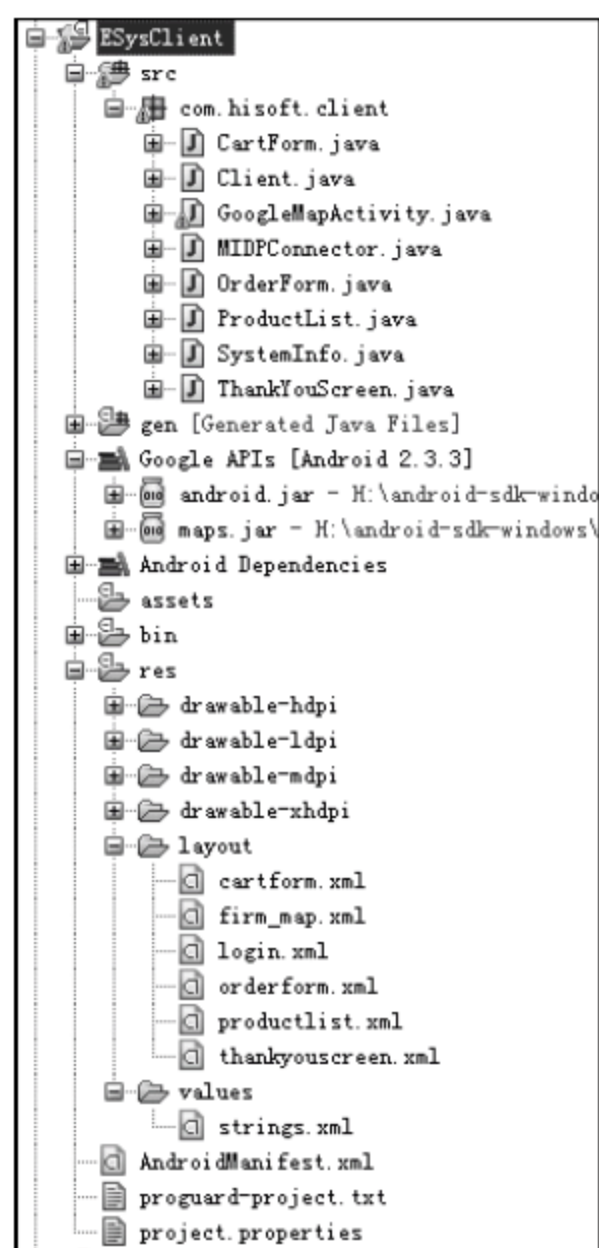 ESysClient
src
com.hisoft.client
CartForm.java
Client.java
GoogleMapActivity.java
MIDPConnector.java
OrderForm.java
ProductList.java
SystemInfo.java
ThankYouScreen.java
gen [Generated Java Files]
Google APIs [Android 2.3.3]
android.jar - H:\android-sdk-windo
maps.jar - H:\android-sdk-windows\
Android Dependencies
assets
bin
res
drawable-hdpi
drawable-ldpi
drawable-mdpi
drawable-xhdpi
layout
cartform.xml
firm_map.xml
login.xml
orderform.xml
productlist.xml
thankyouscreen.xml
values
strings.xml
AndroidManifest.xml
proguard-project.txt
project.properties